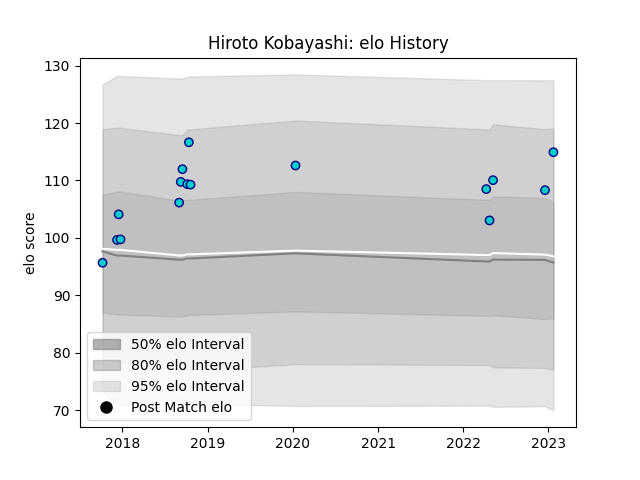 Hiroto Kobayashi: elo History
elo score
130
120
110
100
90
80
70
50% elo Interval
80% elo Interval
95% elo Interval
Post Match elo
2018
2019
2020
2021
2022
2023